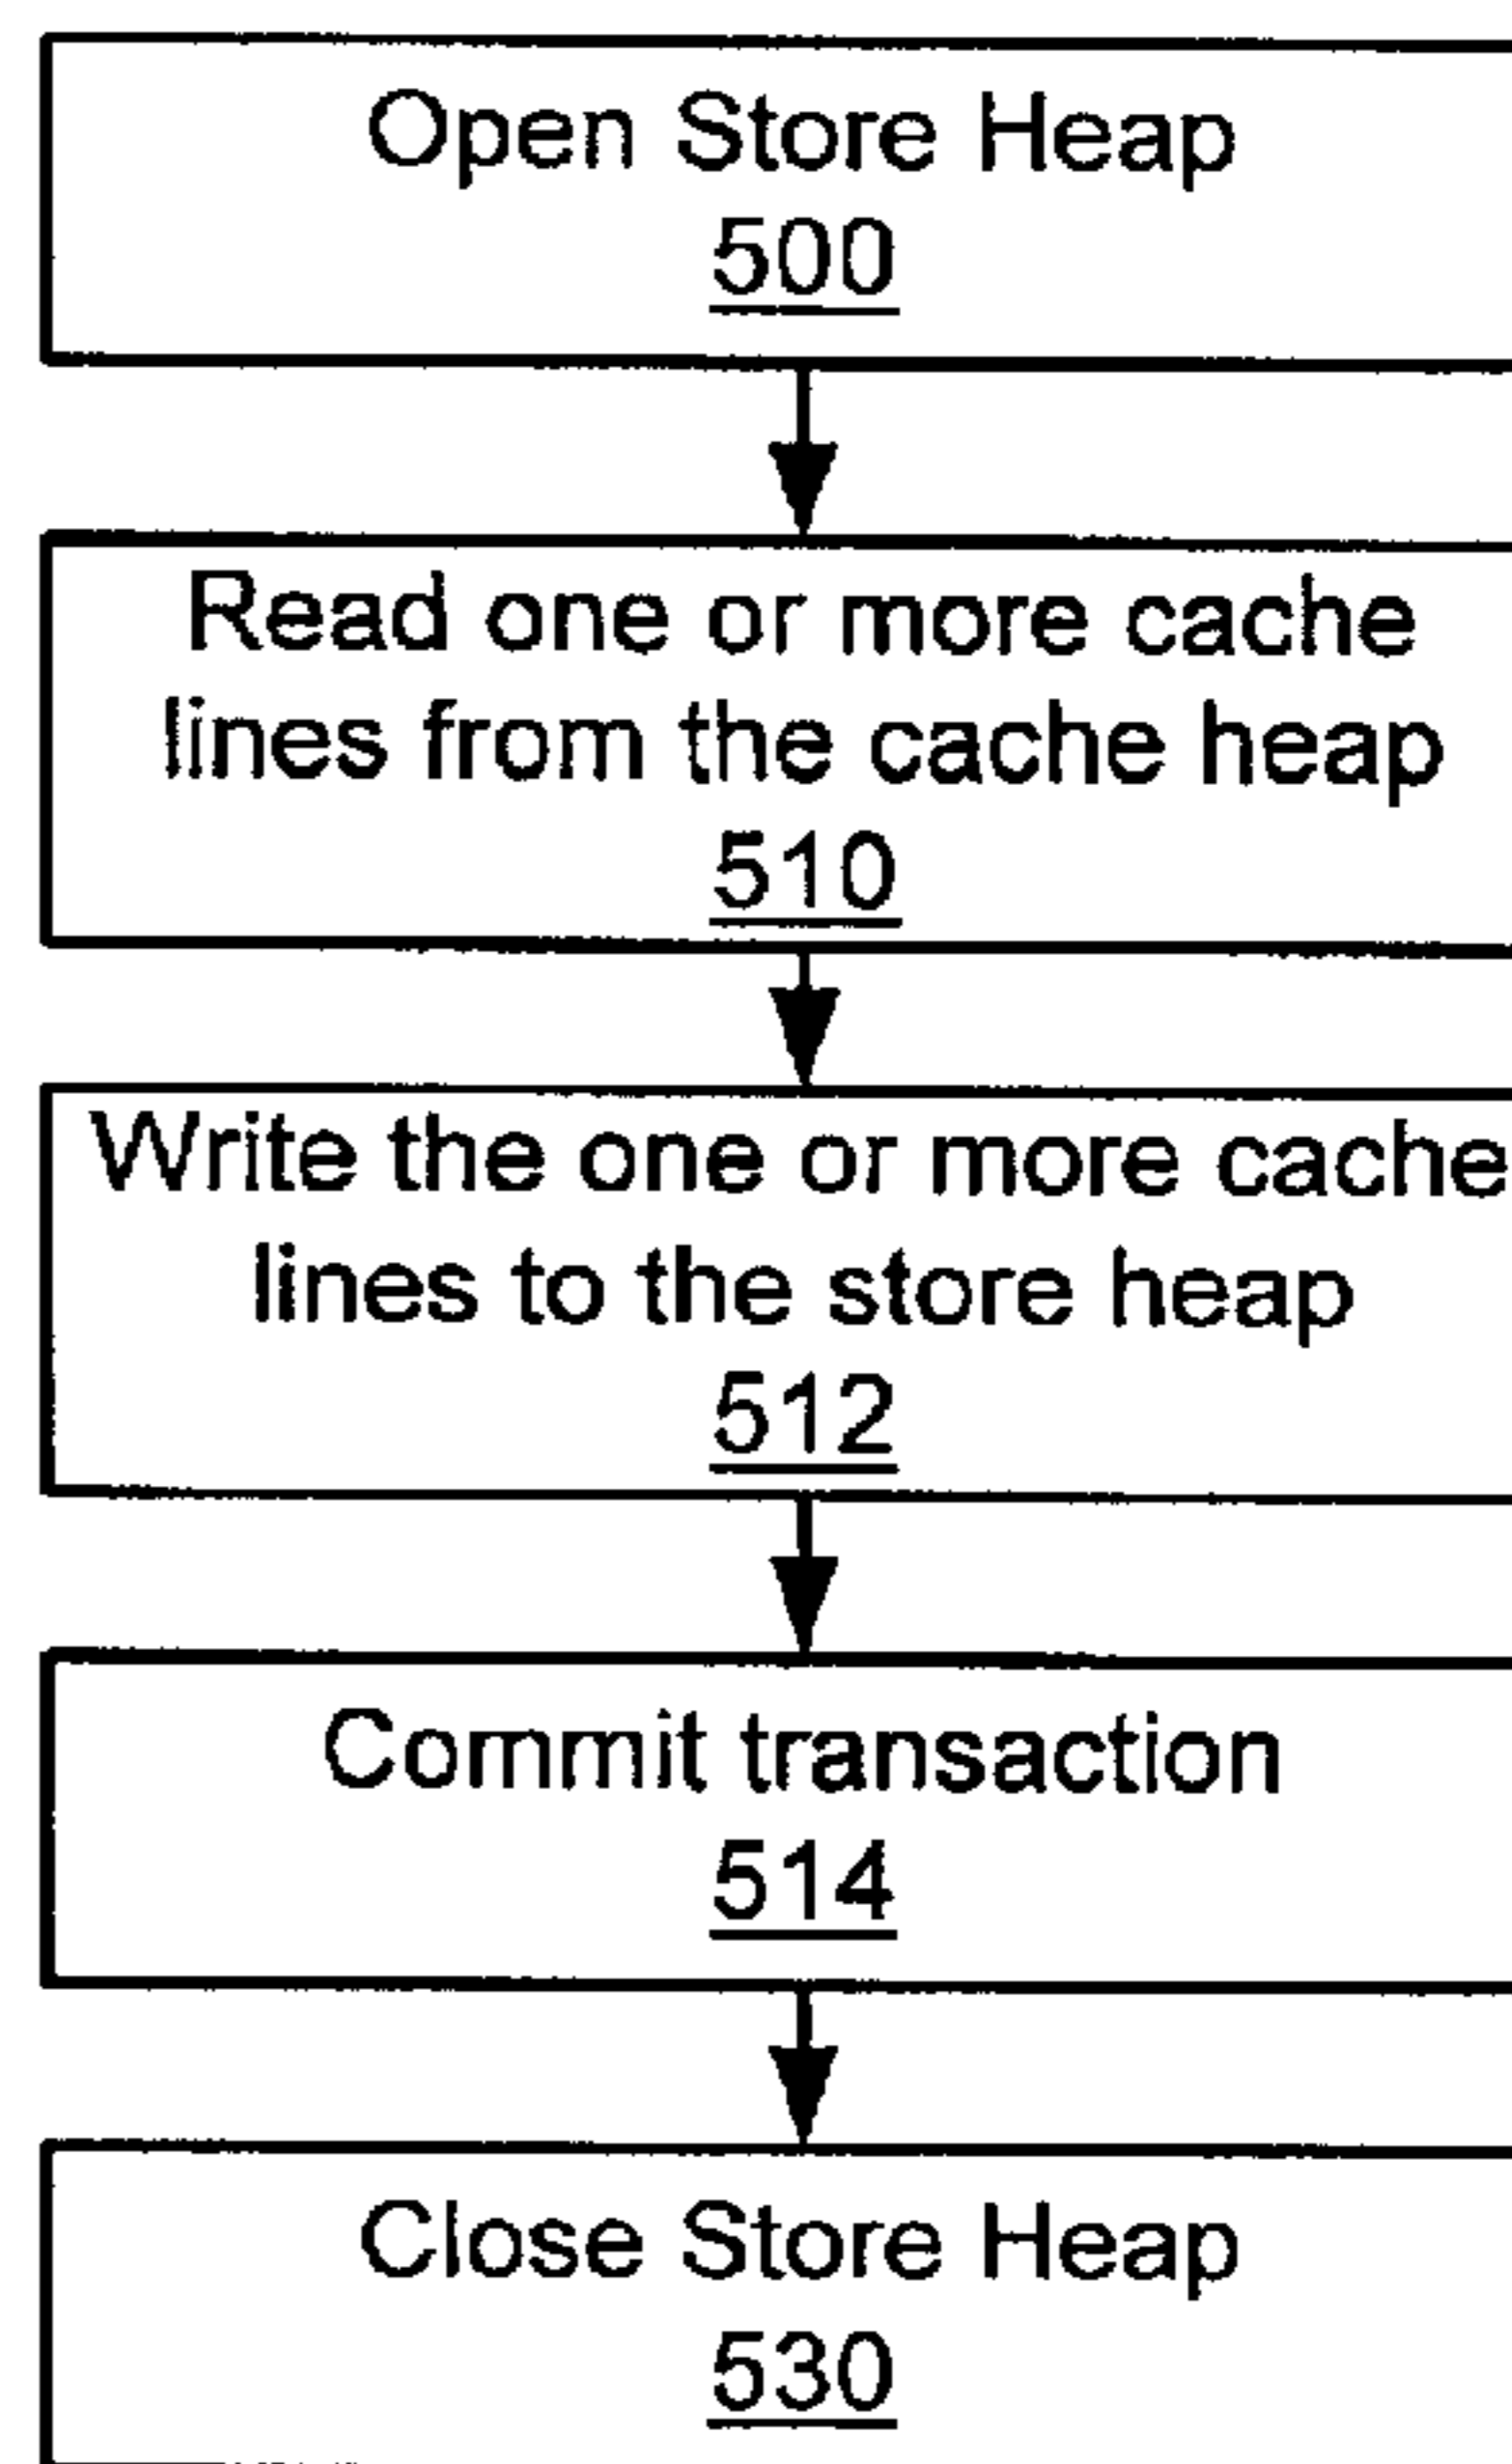 Open Store Heap
500
Read one or more cache
lines from the cache heap
510
Write the one or more cache
lines to the store heap
512
Commit transaction
514
Close Store Heap
530